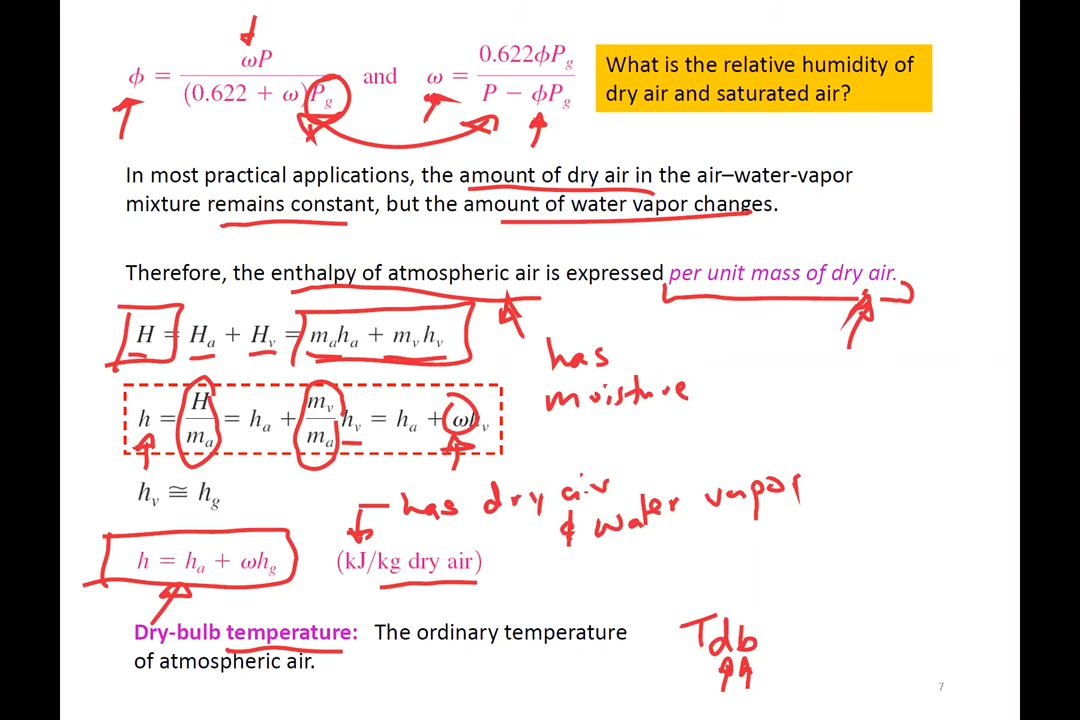 ϕ = ωP / (0.622 + ω)P_g and ω = 0.622ϕP_g / P − ϕP_g
What is the relative humidity of
dry air and saturated air?
In most practical applications, the amount of dry air in the air–water-vapor
mixture remains constant, but the amount of water vapor changes.
Therefore, the enthalpy of atmospheric air is expressed per unit mass of dry air.
H = H_a + H_v = m_a h_a + m_v h_v
has
moisture
h = H / m_a = h_a + m_v / m_a h_v = h_a + ωh_v
h_v ≅ h_g
has dry air
& water vapor
h = h_a + ωh_g (kJ/kg dry air)
Dry-bulb temperature: The ordinary temperature
of atmospheric air.
Tdb
7